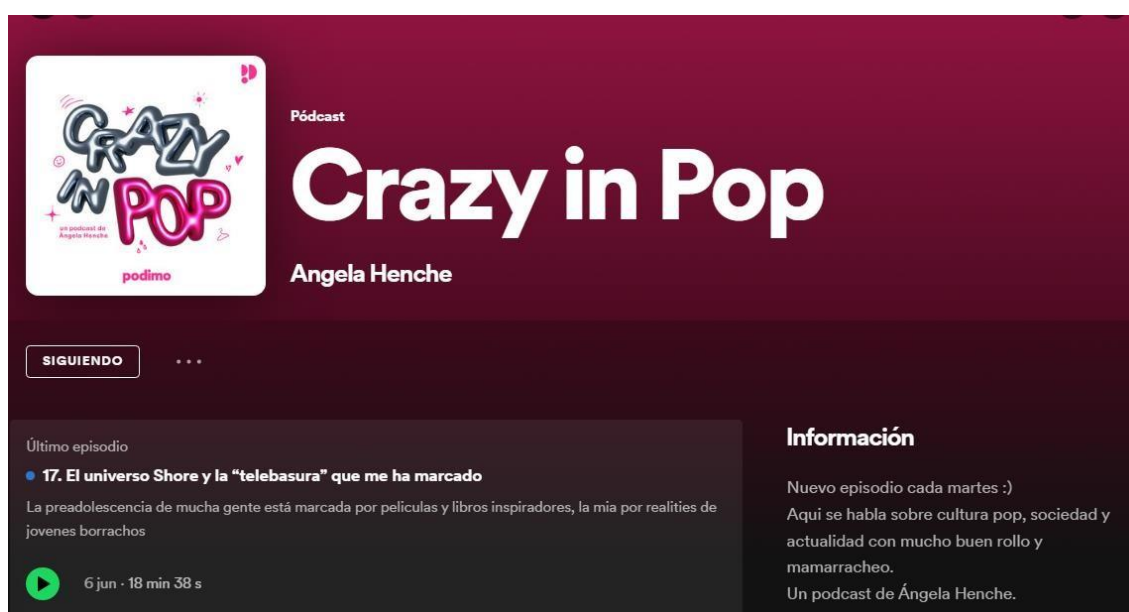 CRAZY
IN POP
un podcast de
Ángela Henche
podimo
Pódcast
Crazy in Pop
Angela Henche
SIGUIENDO
Último episodio
17. El universo Shore y la “telebasura” que me ha marcado
La preadolescencia de mucha gente está marcada por peliculas y libros inspiradores, la mia por realities de
jovenes borrachos
6 jun · 18 min 38 s
Información
Nuevo episodio cada martes :)
Aqui se habla sobre cultura pop, sociedad y
actualidad con mucho buen rollo y
mamarracheo.
Un podcast de Ángela Henche.